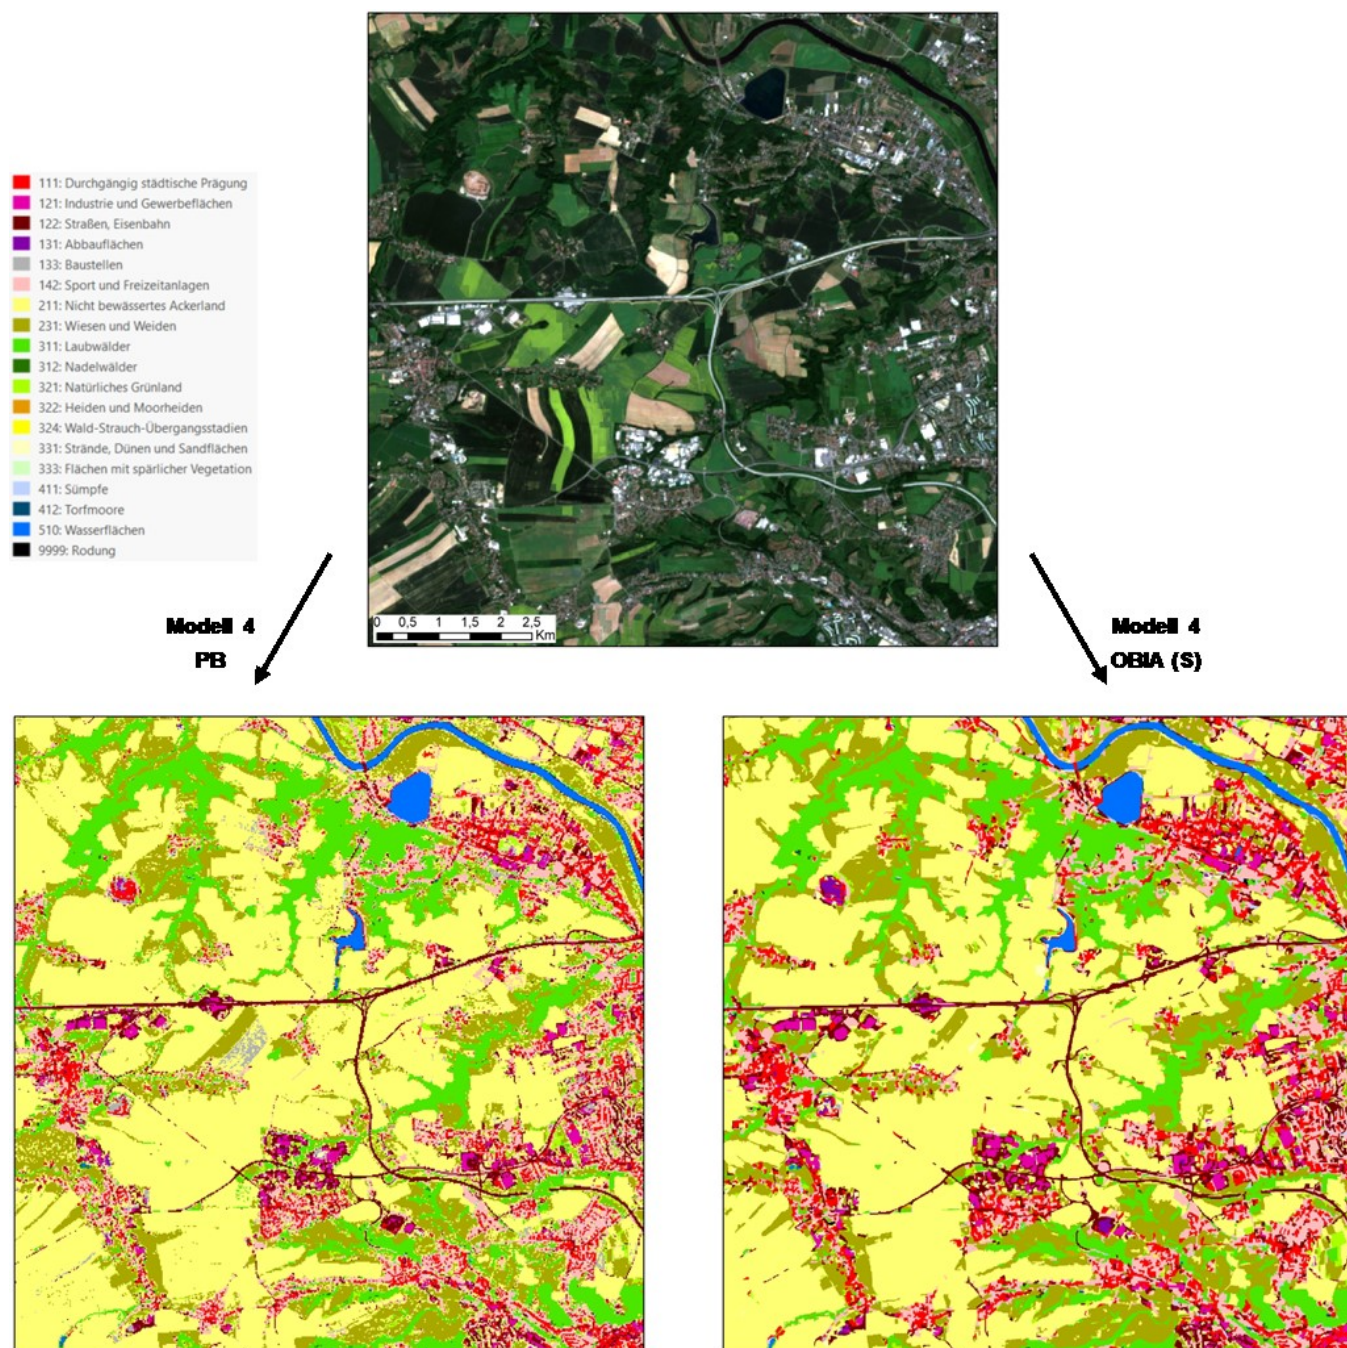 111: Durchgängig städtische Prägung
121: Industrie und Gewerbeflächen
122: Straßen, Eisenbahn
131: Abbauflächen
133: Baustellen
142: Sport und Freizeitanlagen
211: Nicht bewässertes Ackerland
231: Wiesen und Weiden
311: Laubwälder
312: Nadelwälder
321: Natürliches Grünland
322: Heiden und Moorheiden
324: Wald-Strauch-Übergangsstadien
331: Strände, Dünen und Sandflächen
333: Flächen mit spärlicher Vegetation
411: Sümpfe
412: Torfmoore
510: Wasserflächen
9999: Rodung
0 0,5 1 1,5 2 2,5
Km
Modell 4
PB
Modell 4
OBIA (S)